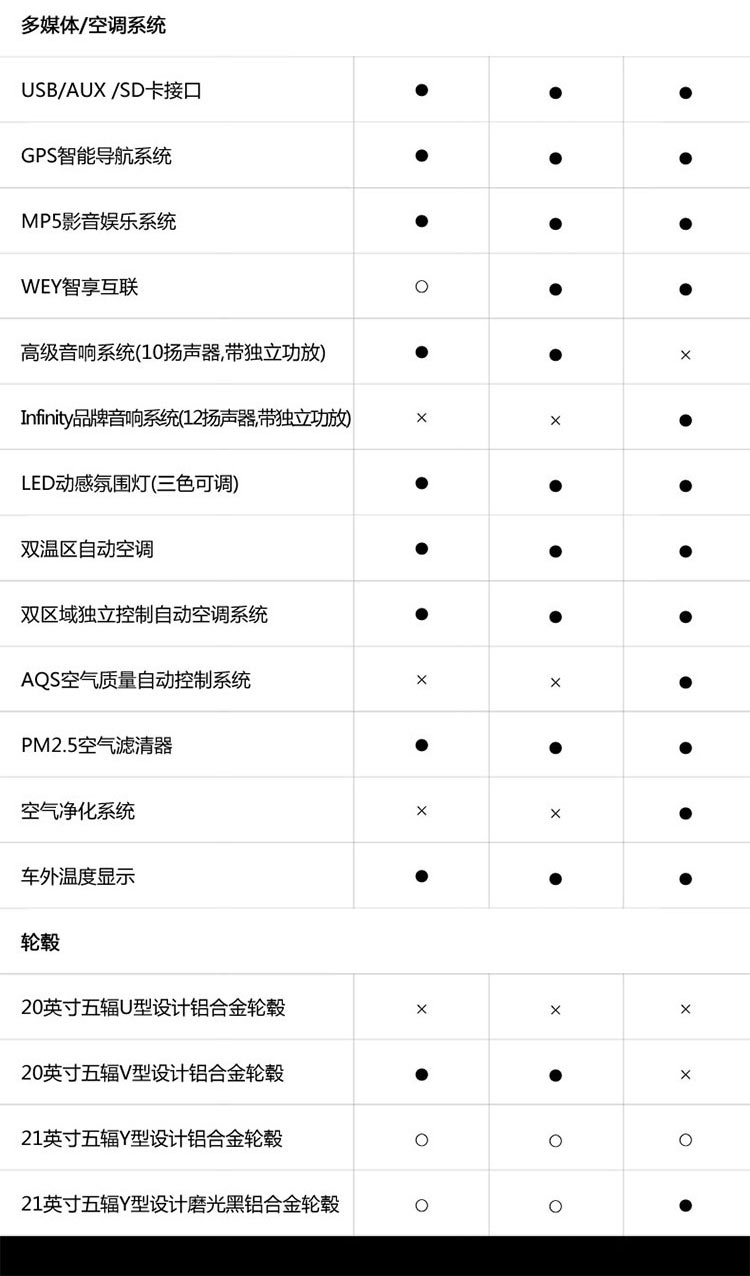 多媒体/空调系统
USB/AUX /SD卡接口 ● ● ●
GPS智能导航系统 ● ● ●
MP5影音娱乐系统 ● ● ●
WEY智享互联 ○ ● ●
高级音响系统(10扬声器,带独立功放) ● ● ×
Infinity品牌音响系统(12扬声器,带独立功放) × × ●
LED动感氛围灯(三色可调) ● ● ●
双温区自动空调 ● ● ●
双区域独立控制自动空调系统 ● ● ●
AQS空气质量自动控制系统 × × ●
PM2.5空气滤清器 ● ● ●
空气净化系统 × × ●
车外温度显示 ● ● ●
轮毂
20英寸五辐U型设计铝合金轮毂 × × ×
20英寸五辐V型设计铝合金轮毂 ● ● ×
21英寸五辐Y型设计铝合金轮毂 ○ ○ ○
21英寸五辐Y型设计磨光黑铝合金轮毂 ○ ○ ●